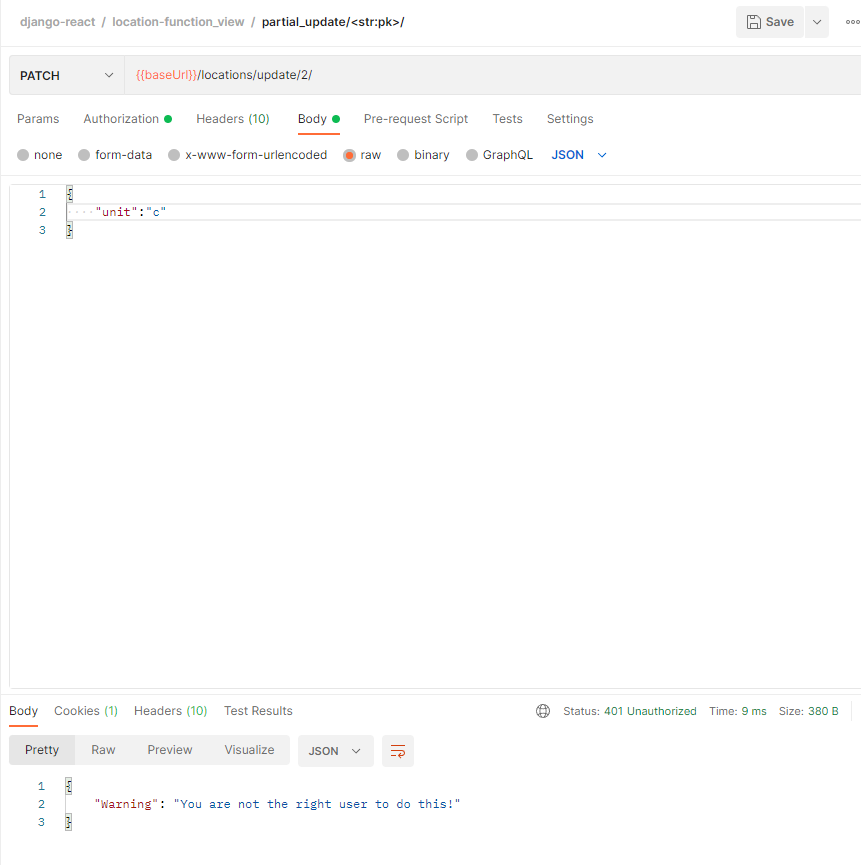 django-react / location-function_view / partial_update/<str:pk>/
Save
PATCH
{{baseUrl}}/locations/update/2/
Params Authorization Headers (10) Body Pre-request Script Tests Settings
none form-data x-www-form-urlencoded raw binary GraphQL JSON
1 {
2 ····"unit":"c"
3 }
Body Cookies (1) Headers (10) Test Results
Status: 401 Unauthorized Time: 9 ms Size: 380 B
Pretty Raw Preview Visualize JSON
1 {
2 "Warning": "You are not the right user to do this!"
3 }